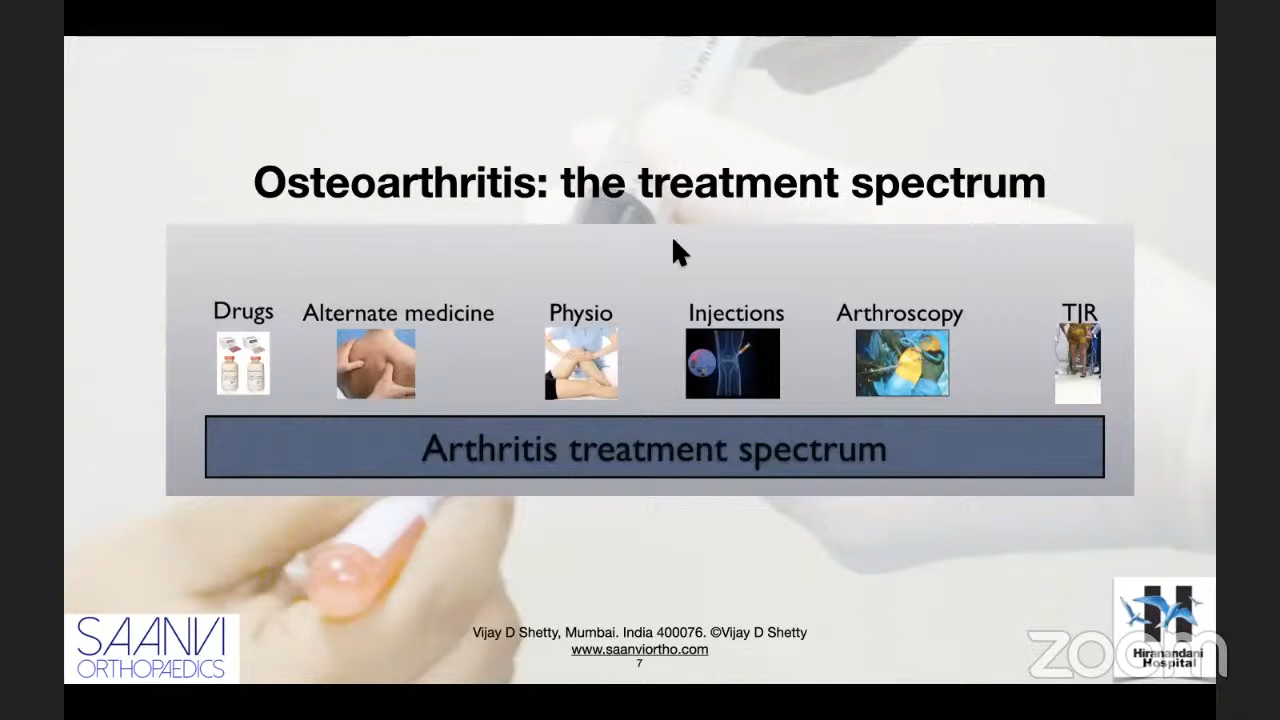 Osteoarthritis: the treatment spectrum
Drugs
Alternate medicine
Physio
Injections
Arthroscopy
TJR
Arthritis treatment spectrum
SAANVI
ORTHOPAEDICS
Vijay D Shetty, Mumbai. India 400076. ©Vijay D Shetty
www.saanviortho.com
7
H
Hiranandani
Hospital
zoom